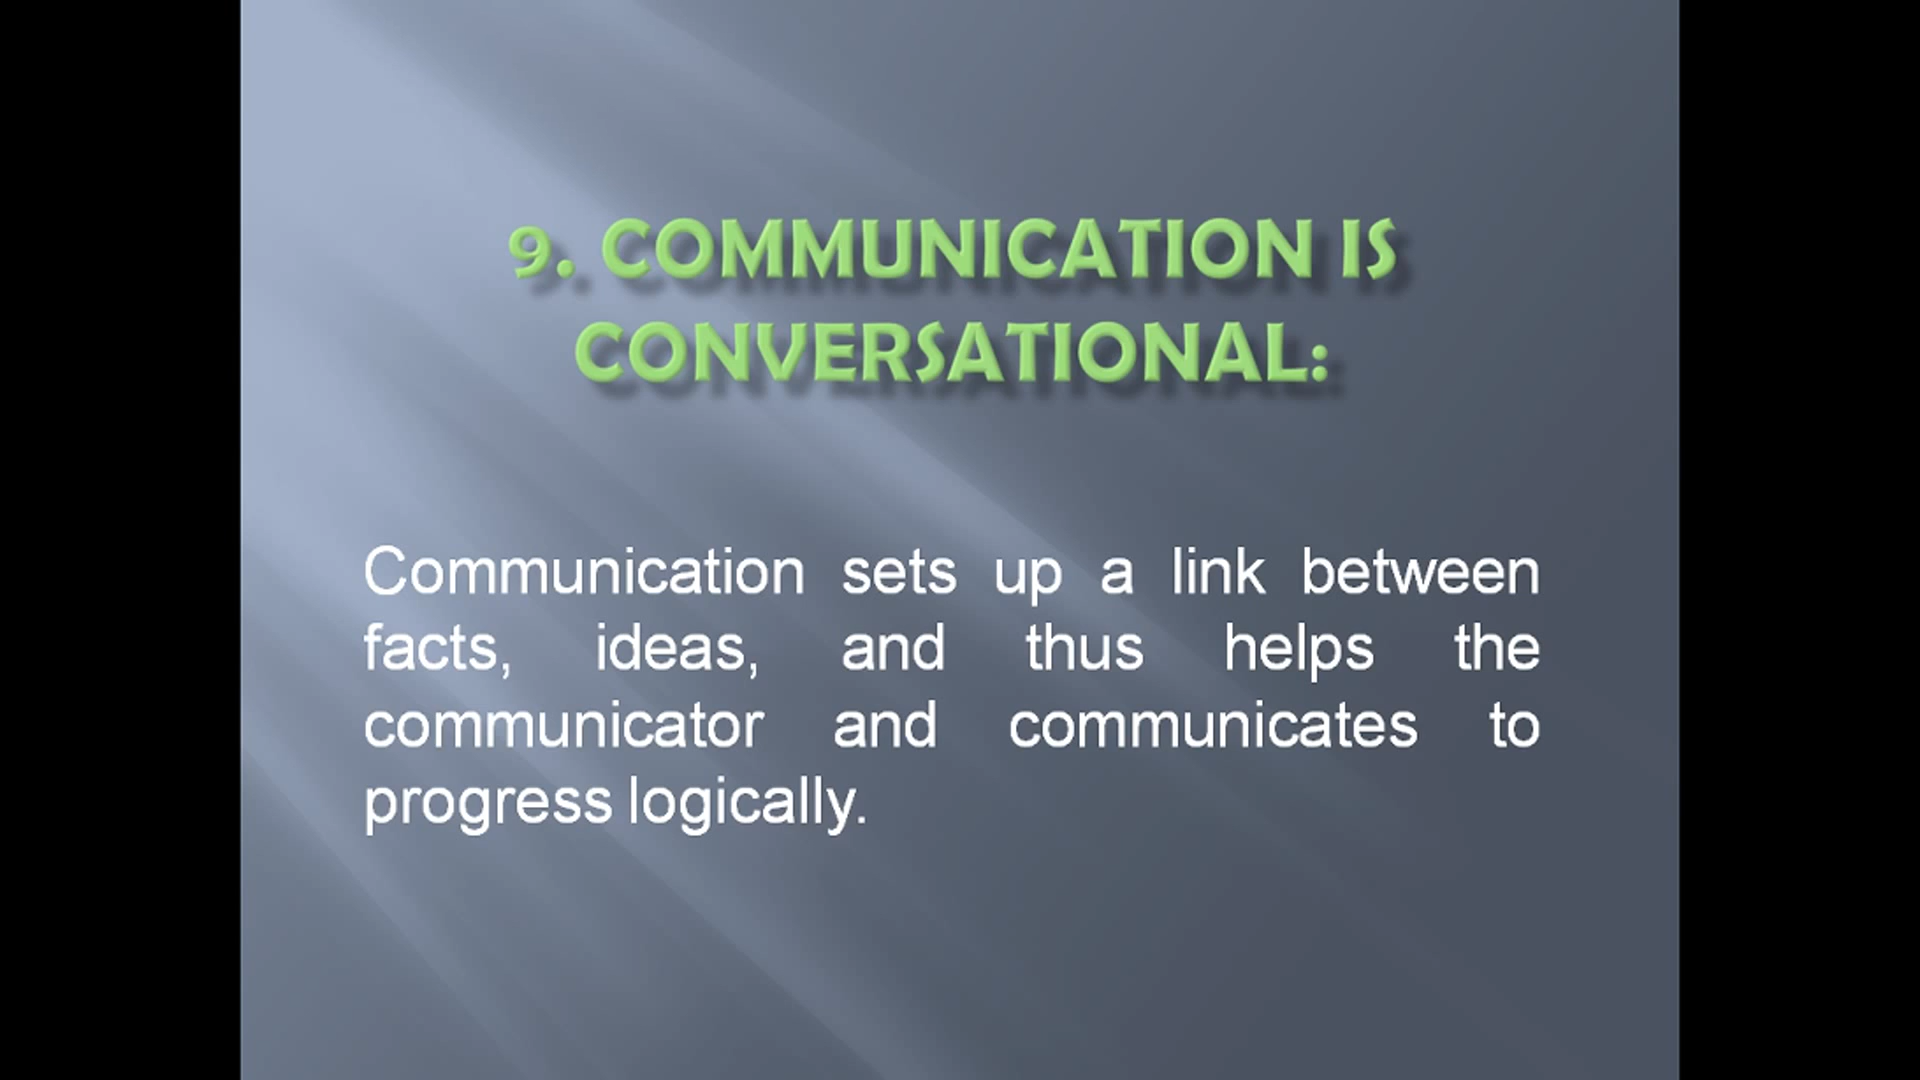 9. COMMUNICATION IS
CONVERSATIONAL:
Communication sets up a link between
facts, ideas, and thus helps the
communicator and communicates to
progress logically.